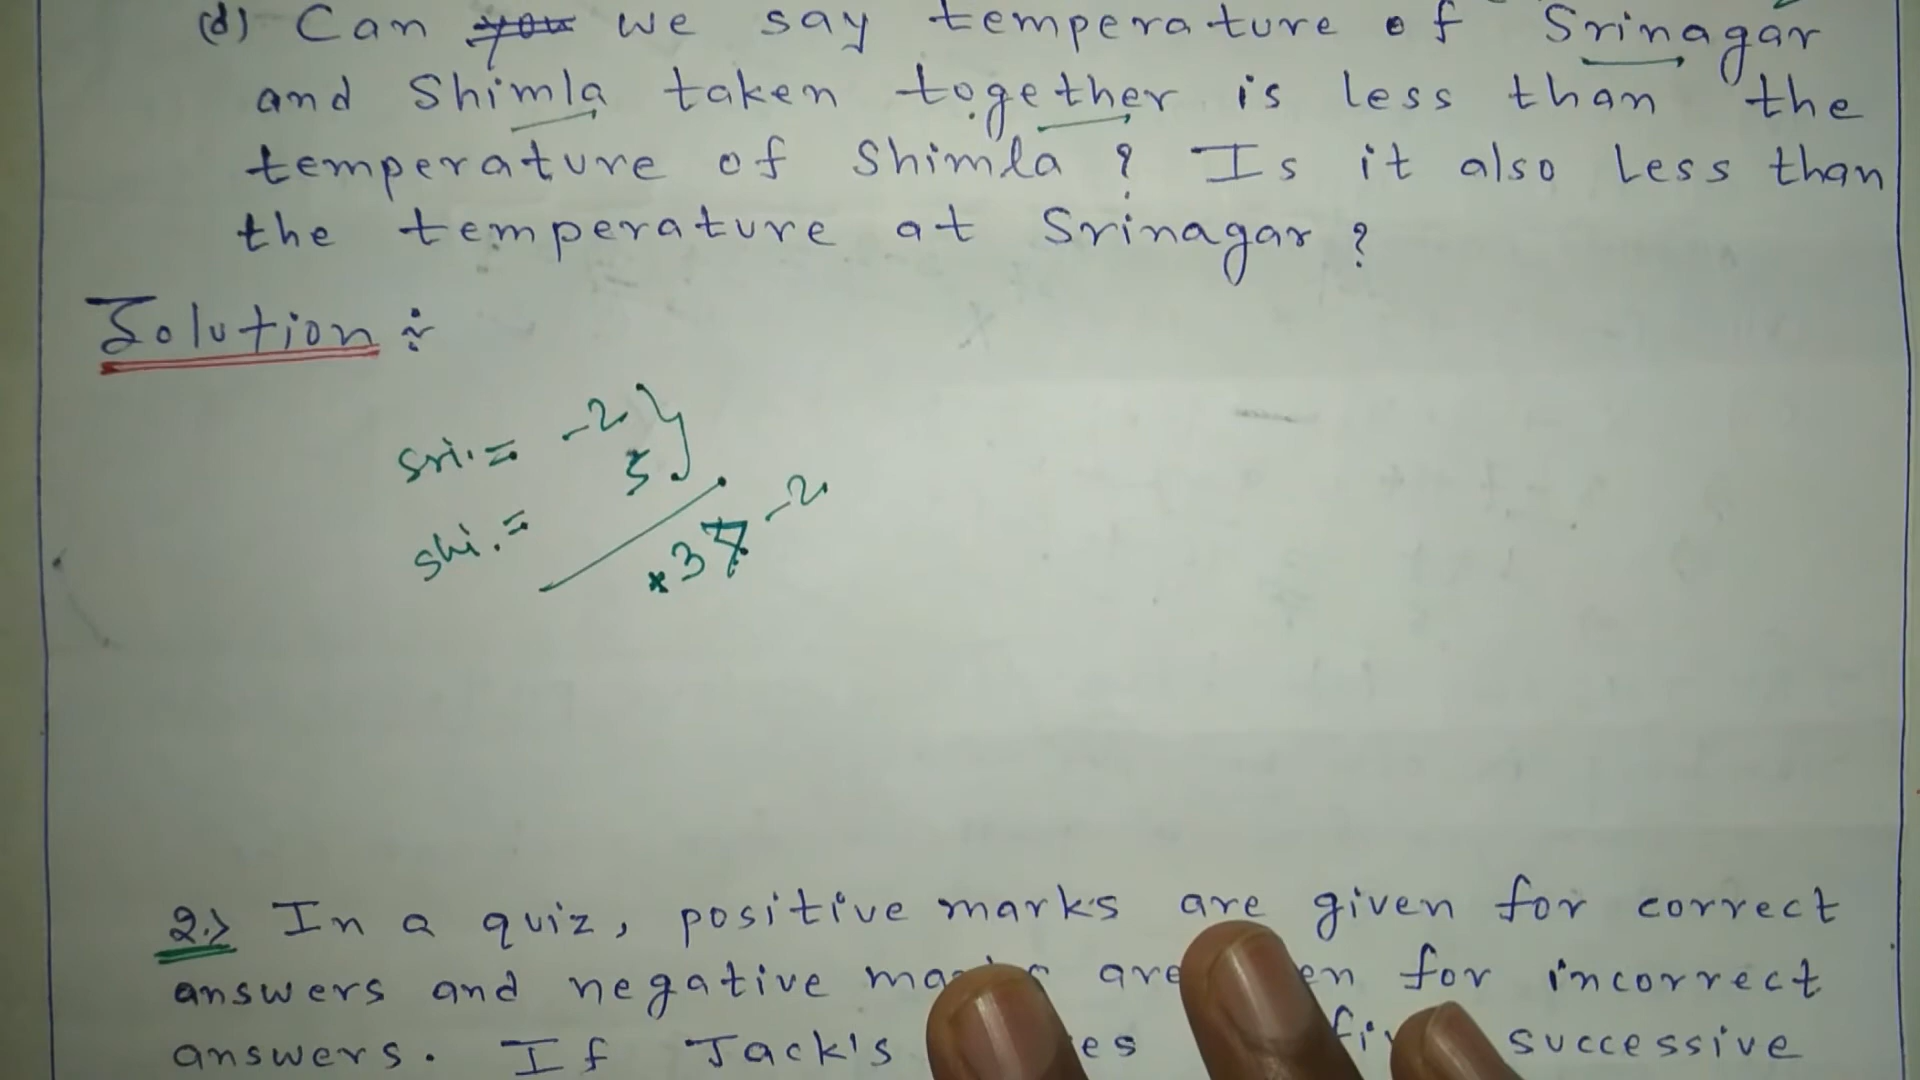 (d) Can you we say temperature of Srinagar
and Shimla taken together is less than the
temperature of Shimla ? Is it also less than
the temperature at Srinagar ?
Solution :
sri. = -2
shi. = 5
3 -2
2.> In a quiz, positive marks are given for correct
answers and negative are for incorrect
answers. If Jack's successive